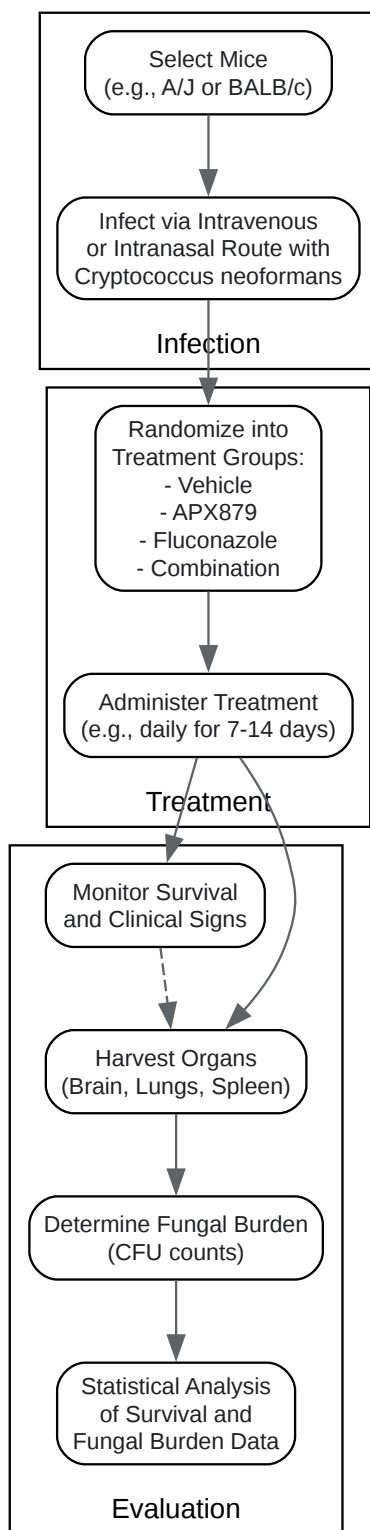 Select Mice
(e.g., A/J or BALB/c)
Infect via Intravenous
or Intranasal Route with
Cryptococcus neoformans
Infection
Randomize into
Treatment Groups:
- Vehicle
- APX879
- Fluconazole
- Combination
Administer Treatment
(e.g., daily for 7-14 days)
Treatment
Monitor Survival
and Clinical Signs
Harvest Organs
(Brain, Lungs, Spleen)
Determine Fungal Burden
(CFU counts)
Statistical Analysis
of Survival and
Fungal Burden Data
Evaluation